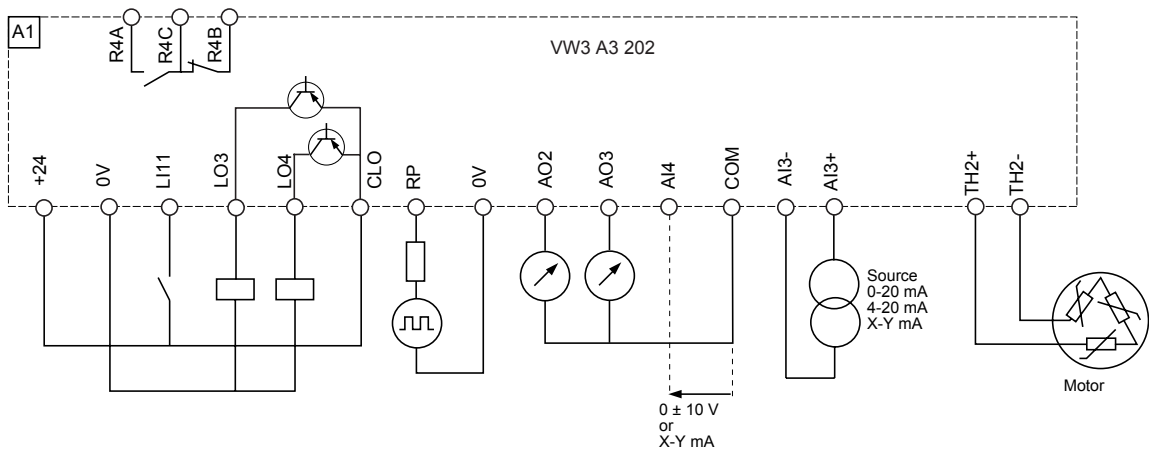 A1
R4A
R4C
R4B
VW3 A3 202
+24
0V
LI11
LO3
LO4
CLO
RP
0V
AO2
AO3
AI4
COM
AI3-
AI3+
TH2+
TH2-
Source
0-20 mA
4-20 mA
X-Y mA
Motor
0 ± 10 V
or
X-Y mA